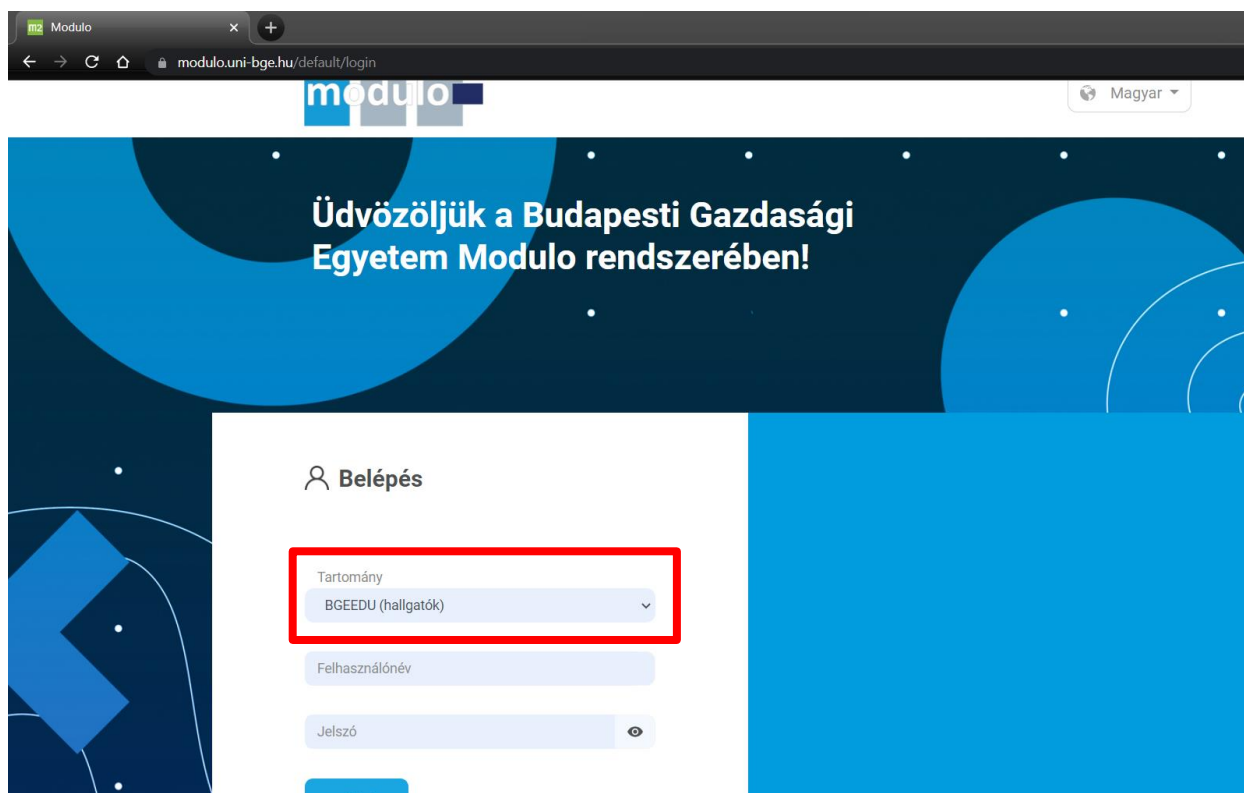 m2 Modulo
modulo.uni-bge.hu/default/login
modulo
Magyar
Üdvözöljük a Budapesti Gazdasági
Egyetem Modulo rendszerében!
Belépés
Tartomány
BGEEDU (hallgatók)
Felhasználónév
Jelszó